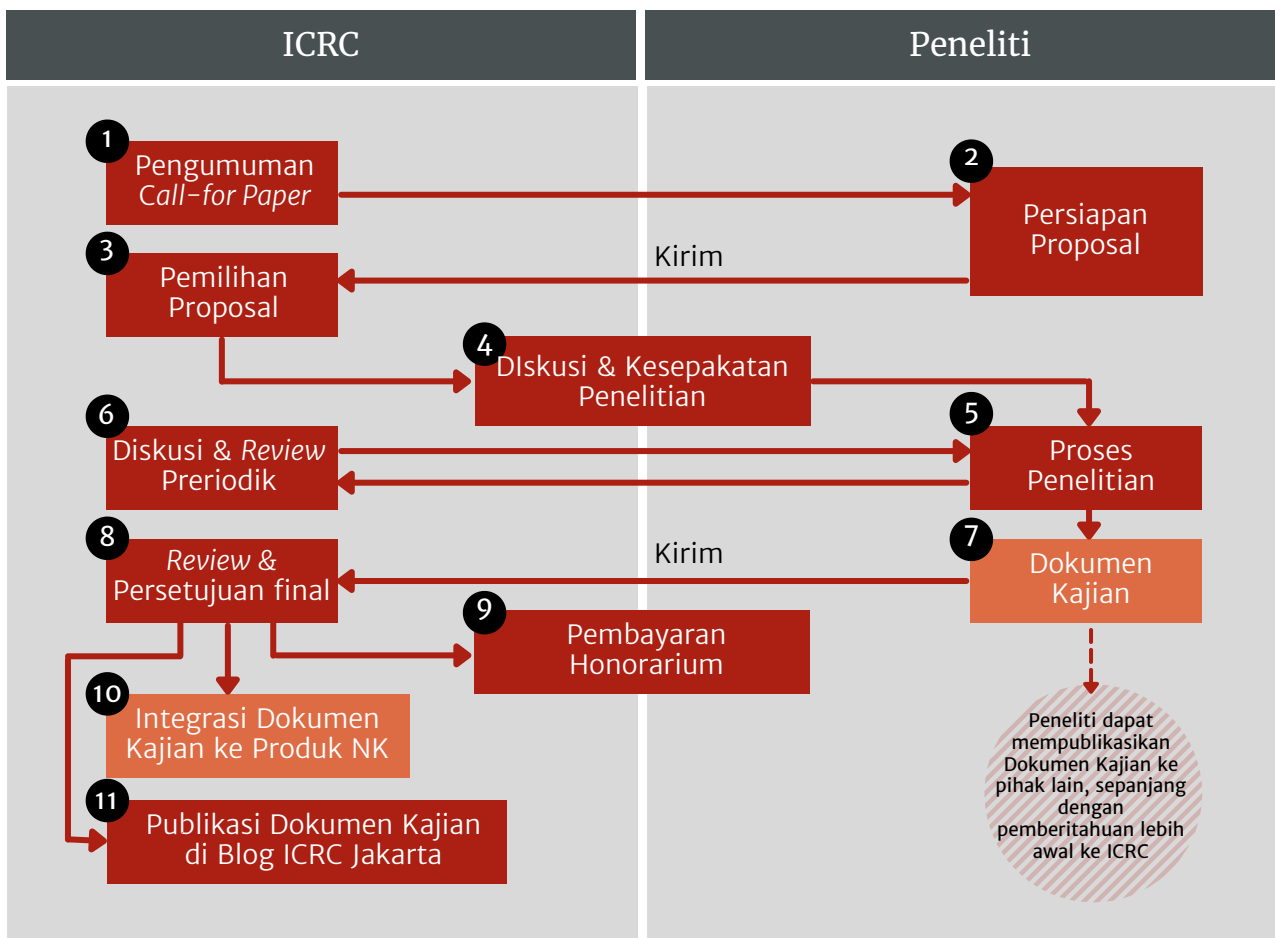 ICRC
Peneliti
1
Pengumuman
Call-for Paper
2
Persiapan
Proposal
Kirim
3
Pemilihan
Proposal
4
DIskusi & Kesepakatan
Penelitian
5
Proses
Penelitian
6
Diskusi & Review
Preriodik
7
Dokumen
Kajian
Kirim
8
Review &
Persetujuan final
9
Pembayaran
Honorarium
10
Integrasi Dokumen
Kajian ke Produk NK
11
Publikasi Dokumen Kajian
di Blog ICRC Jakarta
Peneliti dapat
mempublikasikan
Dokumen Kajian ke
pihak lain, sepanjang
dengan
pemberitahuan lebih
awal ke ICRC